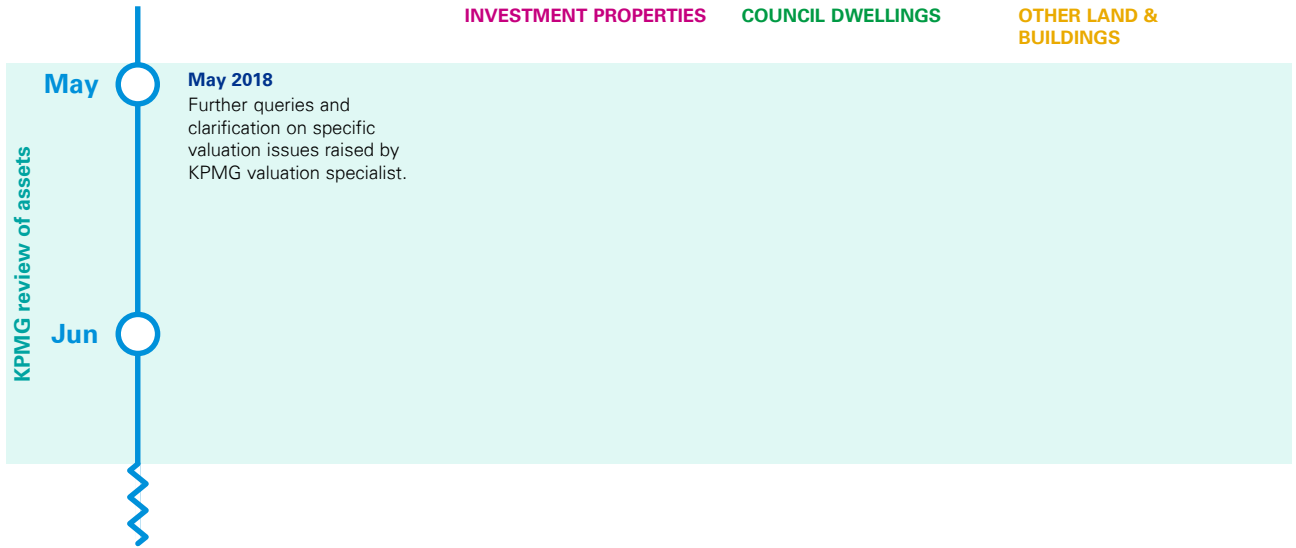 INVESTMENT PROPERTIES
COUNCIL DWELLINGS
OTHER LAND &
BUILDINGS
KPMG review of assets
May
May 2018
Further queries and
clarification on specific
valuation issues raised by
KPMG valuation specialist.
Jun